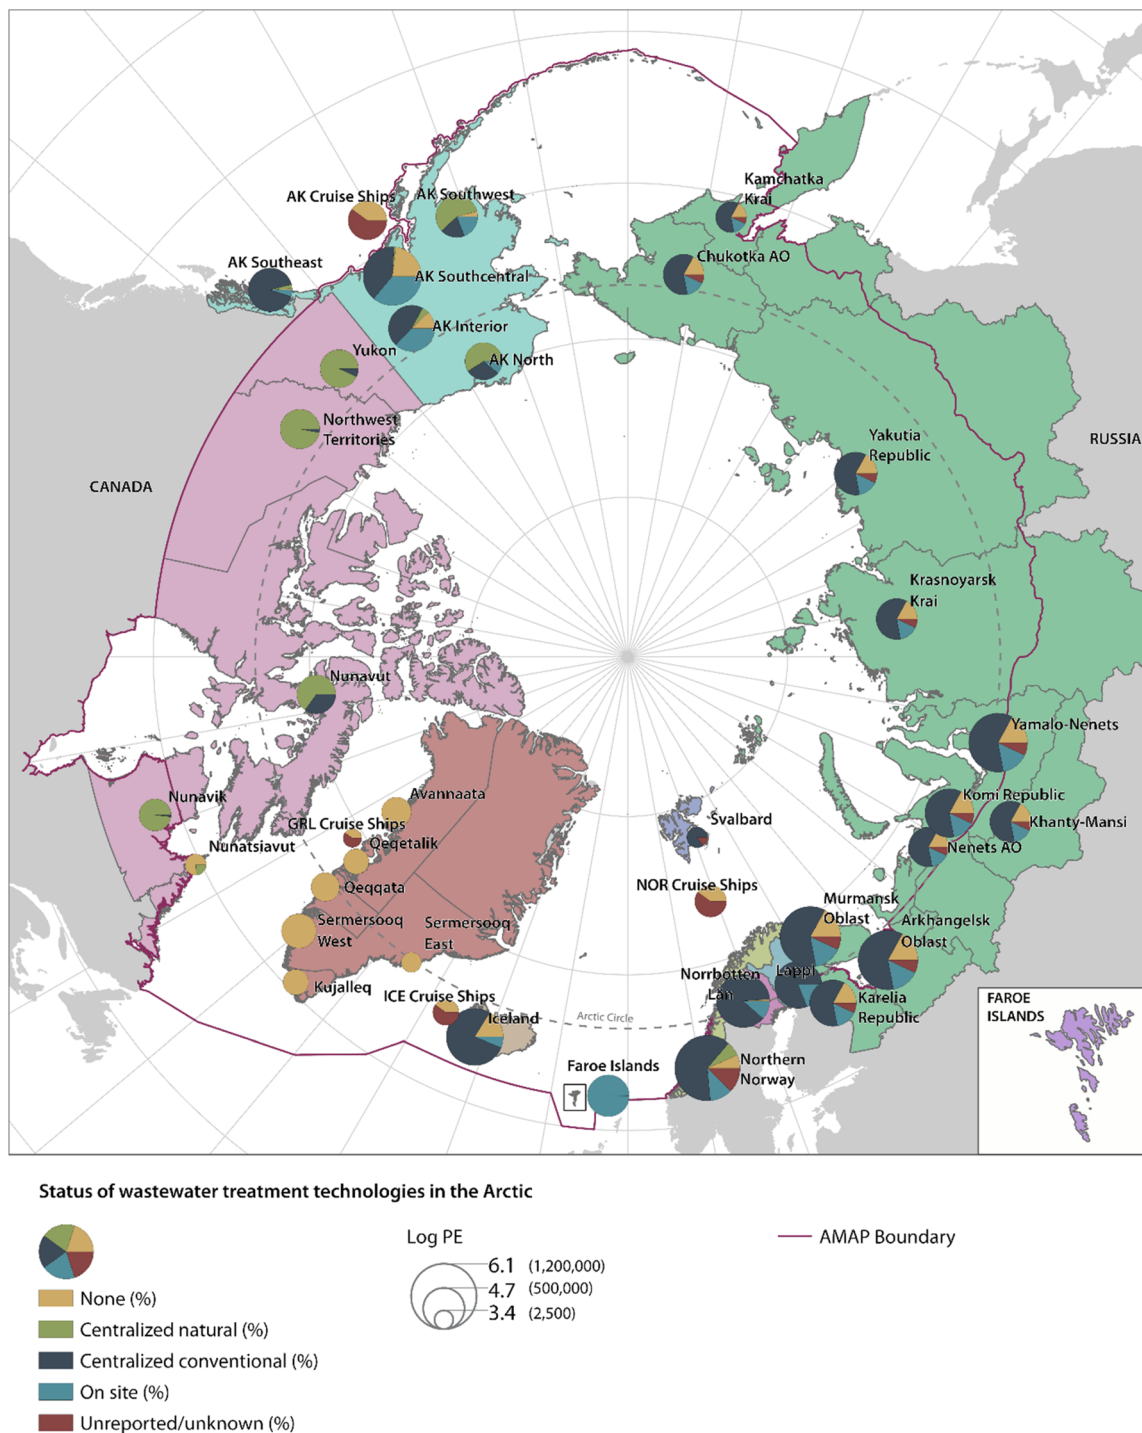 Kamchatka
Krai
AK Cruise Ships
AK Southwest
Chukotka AO
AK Southeast
AK Southcentral
AK Interior
Yukon
AK North
Northwest
Territories
Yakutia
Republic
RUSSIA
CANADA
Krasnoyarsk
Krai
Nunavut
Yamalo-Nenets
Avannaata
Komi Republic
Nunavik
GRL Cruise Ships
Svalbard
Khanty-Mansi
Nunatsiavut
Qeqetalik
Nenets AO
Qeqqata
NOR Cruise Ships
Murmansk
Oblast
Sermersooq
West
Sermersooq
East
Arkhangelsk
Oblast
Kujalleq
Norrbotten
Län
Lappi
ICE Cruise Ships
Karelia
Republic
Iceland
Arctic Circle
FAROE
ISLANDS
Faroe Islands
Northern
Norway
Status of wastewater treatment technologies in the Arctic
Log PE
6.1 (1,200,000)
4.7 (500,000)
3.4 (2,500)
AMAP Boundary
None (%)
Centralized natural (%)
Centralized conventional (%)
On site (%)
Unreported/unknown (%)